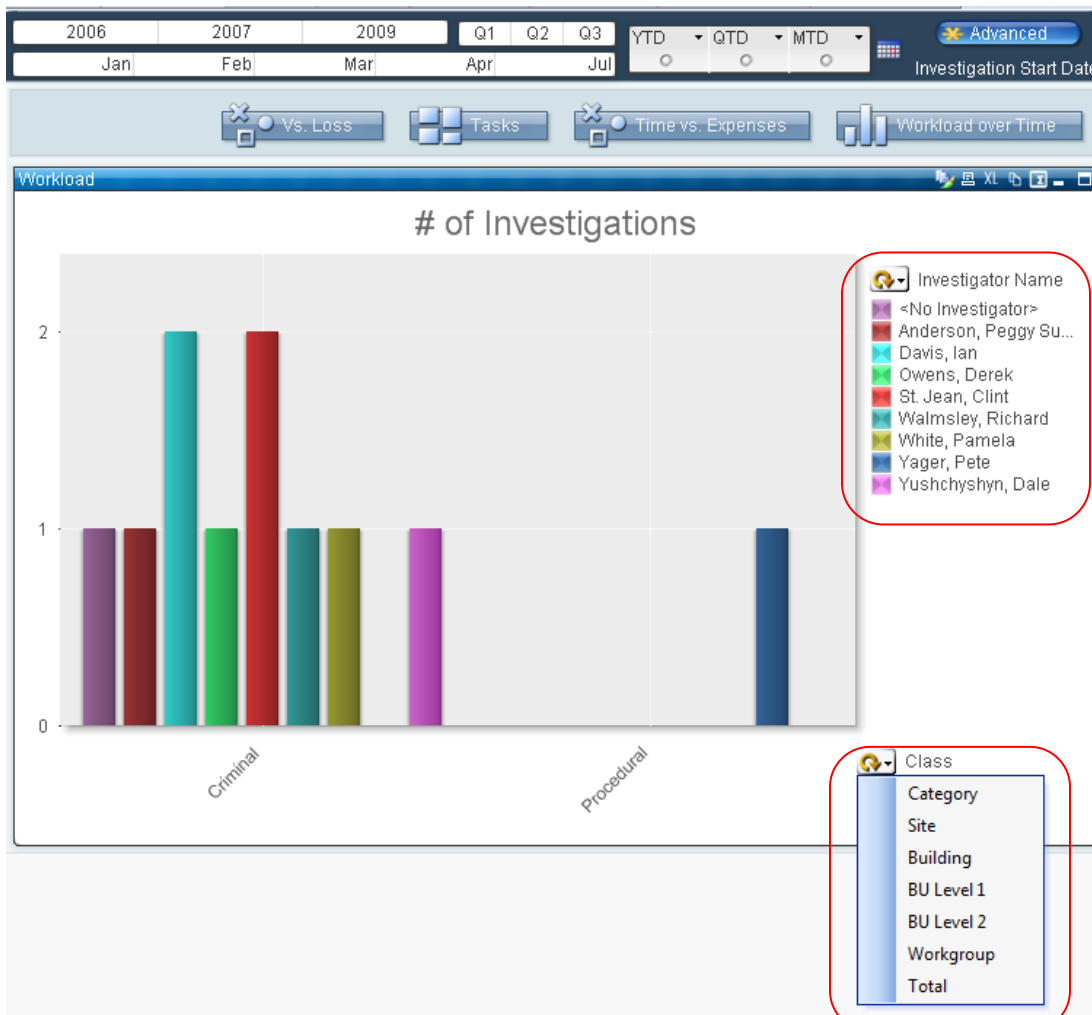 2006 2007 2009 Q1 Q2 Q3 YTD QTD MTD Advanced
Jan Feb Mar Apr Jul Investigation Start Date
Vs. Loss Tasks Time vs. Expenses Workload over Time
Workload XL
# of Investigations
Investigator Name
<No Investigator>
Anderson, Peggy Su...
Davis, Ian
Owens, Derek
St. Jean, Clint
Walmsley, Richard
White, Pamela
Yager, Pete
Yushchyshyn, Dale
2
1
0
Criminal Procedural
Class
Category
Site
Building
BU Level 1
BU Level 2
Workgroup
Total